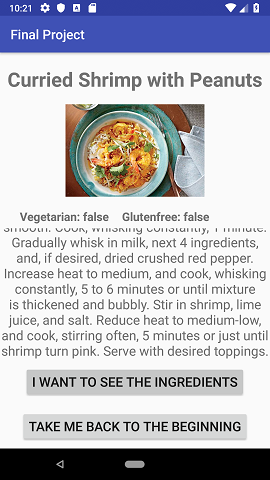 10:21
Final Project
Curried Shrimp with Peanuts
Vegetarian: false Glutenfree: false
smooth. Cook, whisking constantly, 1 minute.
Gradually whisk in milk, next 4 ingredients,
and, if desired, dried crushed red pepper.
Increase heat to medium, and cook, whisking
constantly, 5 to 6 minutes or until mixture
is thickened and bubbly. Stir in shrimp, lime
juice, and salt. Reduce heat to medium-low,
and cook, stirring often, 5 minutes or just until
shrimp turn pink. Serve with desired toppings.
I WANT TO SEE THE INGREDIENTS
TAKE ME BACK TO THE BEGINNING